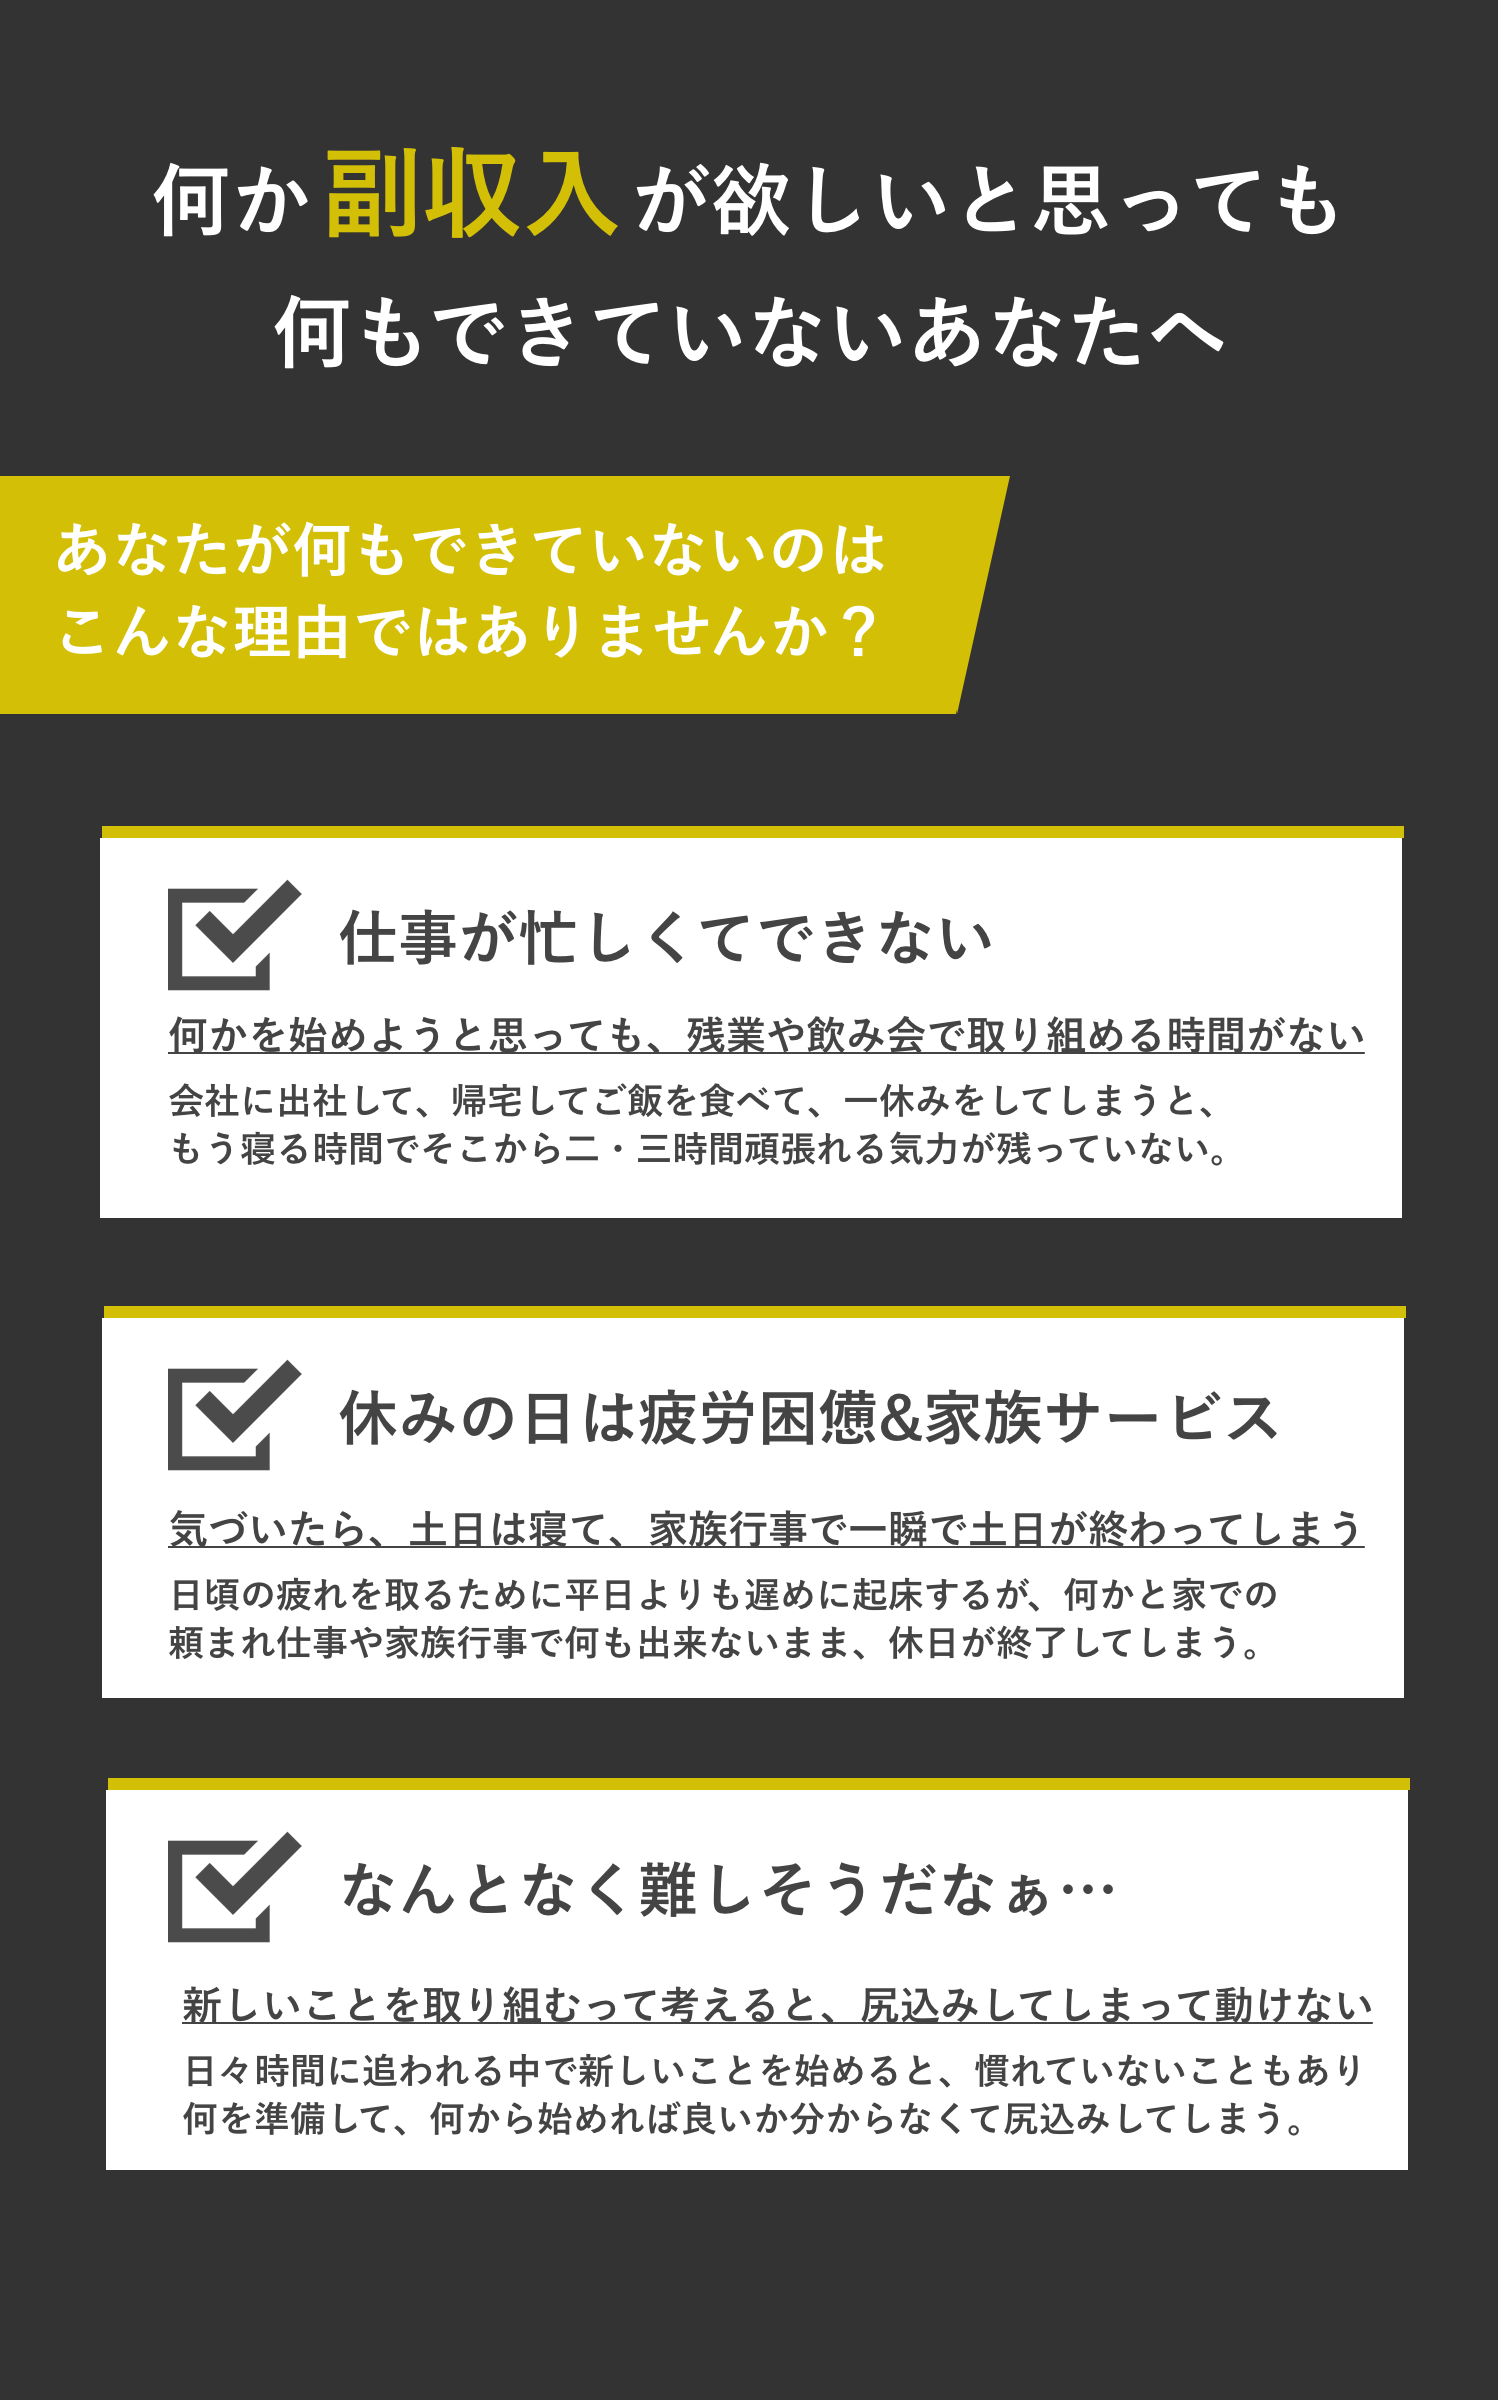 何か副収入が欲しいと思っても
何もできていないあなたへ
あなたが何もできていないのは
こんな理由ではありませんか？
仕事が忙しくてできない
何かを始めようと思っても、残業や飲み会で取り組める時間がない
会社に出社して、帰宅してご飯を食べて、一休みをしてしまうと、
もう寝る時間でそこから二・三時間頑張れる気力が残っていない。
休みの日は疲労困憊&家族サービス
気づいたら、土日は寝て、家族行事で一瞬で土日が終わってしまう
日頃の疲れを取るために平日よりも遅めに起床するが、何かと家での
頼まれ仕事や家族行事で何も出来ないまま、休日が終了してしまう。
なんとなく難しそうだなぁ…
新しいことを取り組むって考えると、尻込みしてしまって動けない
日々時間に追われる中で新しいことを始めると、慣れていないこともあり
何を準備して、何から始めれば良いか分からなくて尻込みしてしまう。